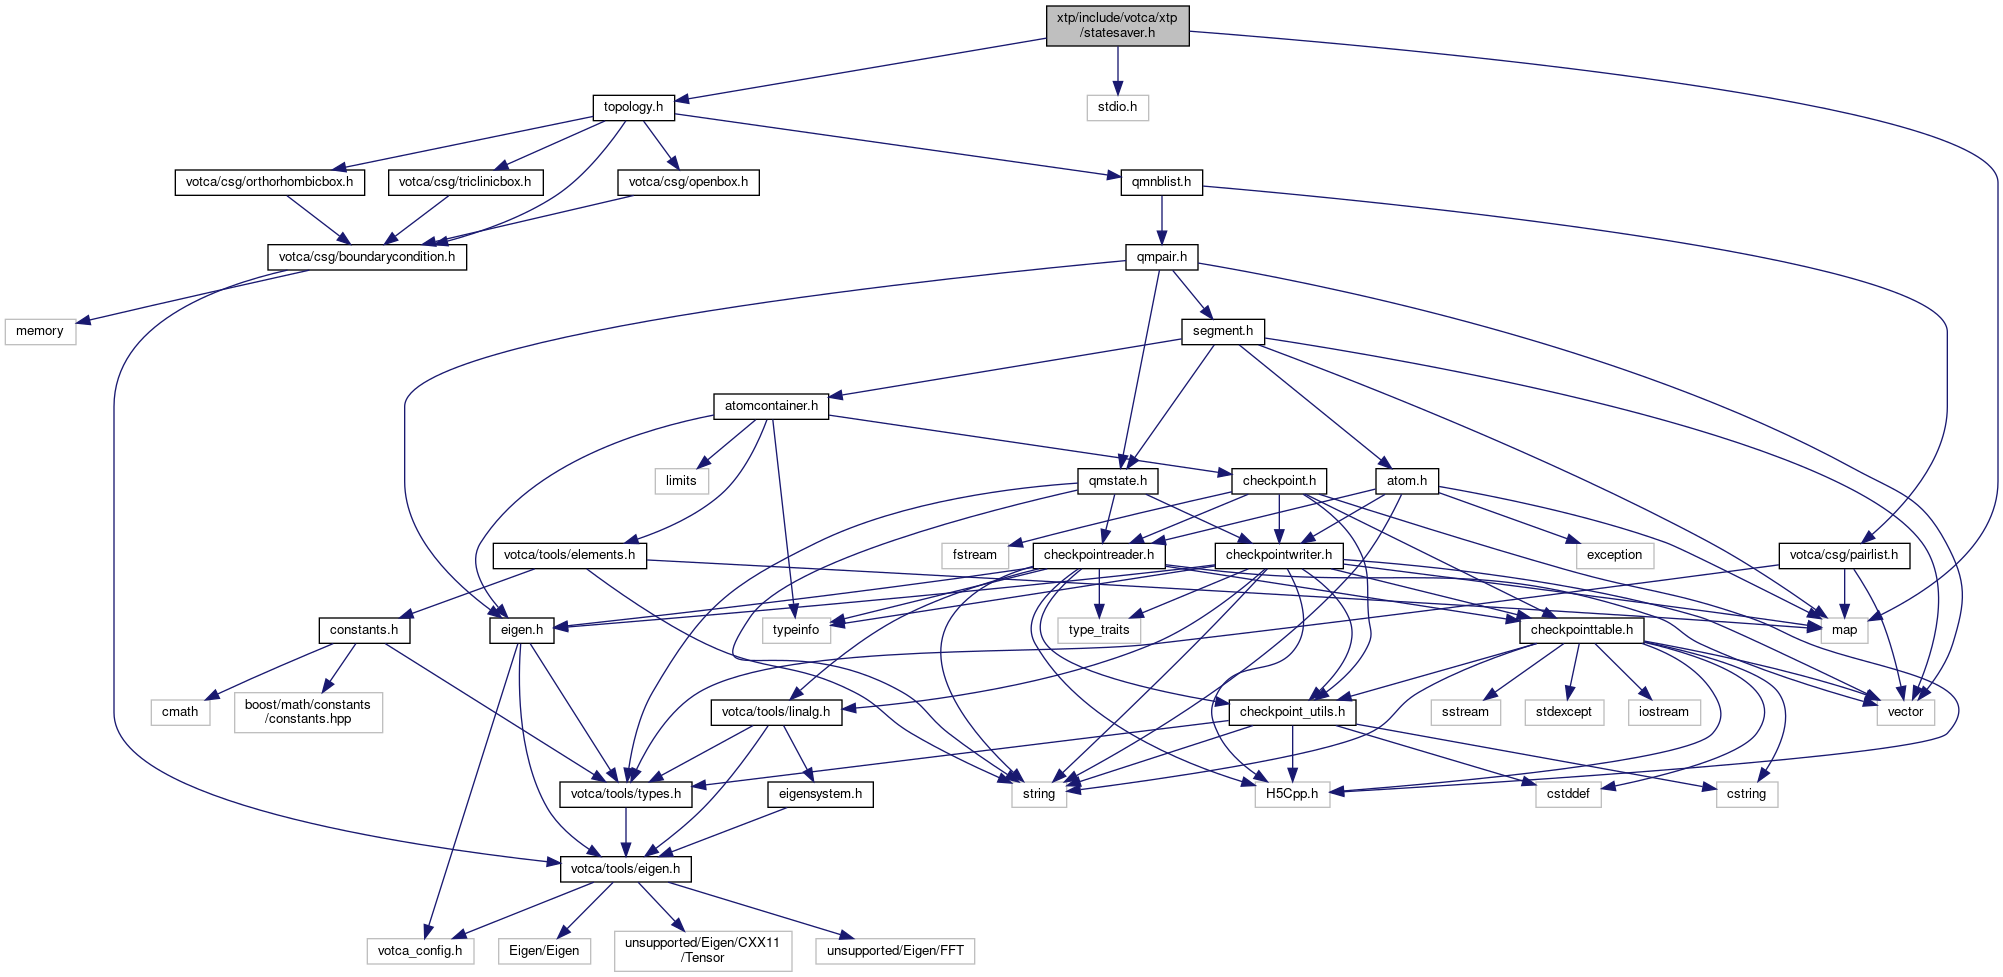 xtp/include/votca/xtp
/statesaver.h
topology.h
stdio.h
votca/csg/orthorhombicbox.h
votca/csg/triclinicbox.h
votca/csg/openbox.h
qmnblist.h
votca/csg/boundarycondition.h
qmpair.h
memory
segment.h
atomcontainer.h
limits
qmstate.h
checkpoint.h
atom.h
votca/tools/elements.h
fstream
checkpointreader.h
checkpointwriter.h
exception
votca/csg/pairlist.h
constants.h
eigen.h
typeinfo
type_traits
checkpointtable.h
map
cmath
boost/math/constants
/constants.hpp
votca/tools/linalg.h
checkpoint_utils.h
sstream
stdexcept
iostream
vector
votca/tools/types.h
eigensystem.h
string
H5Cpp.h
cstddef
cstring
votca/tools/eigen.h
votca_config.h
Eigen/Eigen
unsupported/Eigen/CXX11
/Tensor
unsupported/Eigen/FFT